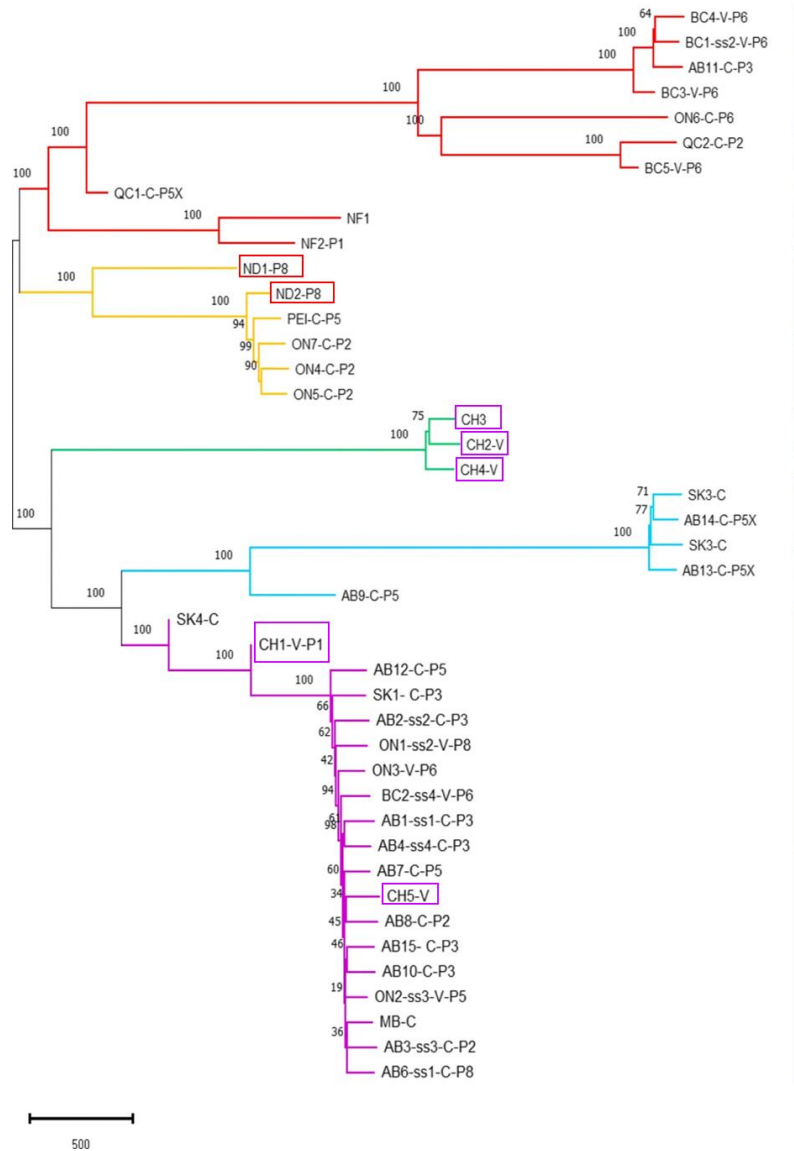 64
BC4-V-P6
100
BC1-ss2-V-P6
100
AB11-C-P3
BC3-V-P6
100
ON6-C-P6
100
100
QC2-C-P2
BC5-V-P6
100
100
QC1-C-P5X
100
NF1
NF2-P1
100
ND1-P8
100
ND2-P8
94
PEI-C-P5
99
ON7-C-P2
90
ON4-C-P2
ON5-C-P2
75
CH3
100
CH2-V
CH4-V
100
71
SK3-C
77
AB14-C-P5X
100
SK3-C
AB13-C-P5X
100
AB9-C-P5
100
SK4-C
100
CH1-V-P1
100
100
AB12-C-P5
66
SK1- C-P3
62
AB2-ss2-C-P3
42
ON1-ss2-V-P8
94
ON3-V-P6
BC2-ss4-V-P6
61
98
AB1-ss1-C-P3
AB4-ss4-C-P3
60
AB7-C-P5
34
CH5-V
45
AB8-C-P2
46
AB15- C-P3
AB10-C-P3
19
ON2-ss3-V-P5
MB-C
36
AB3-ss3-C-P2
AB6-ss1-C-P8
500